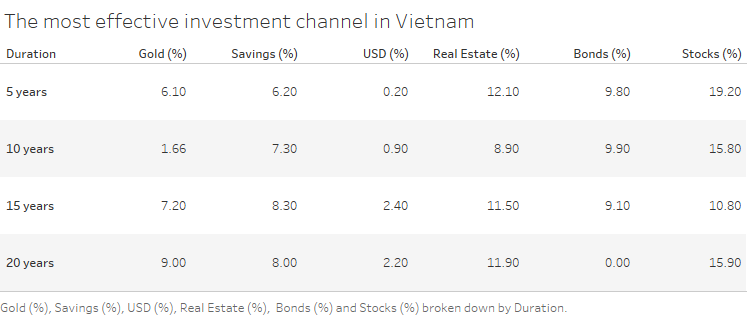 The most effective investment channel in Vietnam
Duration Gold (%) Savings (%) USD (%) Real Estate (%) Bonds (%) Stocks (%)
5 years 6.10 6.20 0.20 12.10 9.80 19.20
10 years 1.66 7.30 0.90 8.90 9.90 15.80
15 years 7.20 8.30 2.40 11.50 9.10 10.80
20 years 9.00 8.00 2.20 11.90 0.00 15.90
Gold (%), Savings (%), USD (%), Real Estate (%), Bonds (%) and Stocks (%) broken down by Duration.